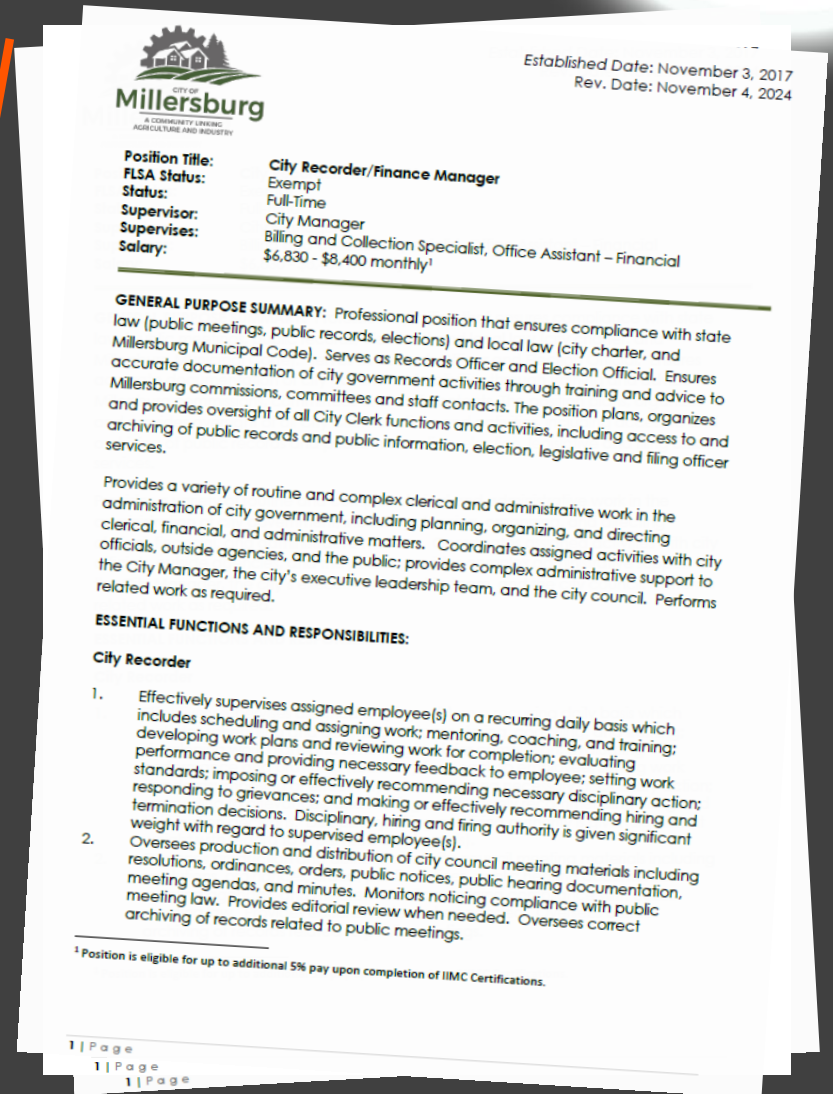 CITY OF
Millersburg
A COMMUNITY LINKING
AGRICULTURE AND INDUSTRY
Established Date: November 3, 2017
Rev. Date: November 4, 2024
Position Title: City Recorder/Finance Manager
FLSA Status: Exempt
Status: Full-Time
Supervisor: City Manager
Supervises: Billing and Collection Specialist, Office Assistant – Financial
Salary: $6,830 - $8,400 monthly¹
GENERAL PURPOSE SUMMARY: Professional position that ensures compliance with state
law (public meetings, public records, elections) and local law (city charter, and
Millersburg Municipal Code). Serves as Records Officer and Election Official. Ensures
accurate documentation of city government activities through training and advice to
Millersburg commissions, committees and staff contacts. The position plans, organizes
and provides oversight of all City Clerk functions and activities, including access to and
archiving of public records and public information, election, legislative and filing officer
services.
Provides a variety of routine and complex clerical and administrative work in the
administration of city government, including planning, organizing, and directing
clerical, financial, and administrative matters. Coordinates assigned activities with city
officials, outside agencies, and the public; provides complex administrative support to
the City Manager, the city's executive leadership team, and the city council. Performs
related work as required.
ESSENTIAL FUNCTIONS AND RESPONSIBILITIES:
City Recorder
1. Effectively supervises assigned employee(s) on a recurring daily basis which
includes scheduling and assigning work; mentoring, coaching, and training;
developing work plans and reviewing work for completion; evaluating
performance and providing necessary feedback to employee; setting work
standards; imposing or effectively recommending necessary disciplinary action;
responding to grievances; and making or effectively recommending hiring and
termination decisions. Disciplinary, hiring and firing authority is given significant
weight with regard to supervised employee(s).
2. Oversees production and distribution of city council meeting materials including
resolutions, ordinances, orders, public notices, public hearing documentation,
meeting agendas, and minutes. Monitors noticing compliance with public
meeting law. Provides editorial review when needed. Oversees correct
archiving of records related to public meetings.
¹ Position is eligible for up to additional 5% pay upon completion of IIMC Certifications.
1 | Page
1 | Page
1 | Page